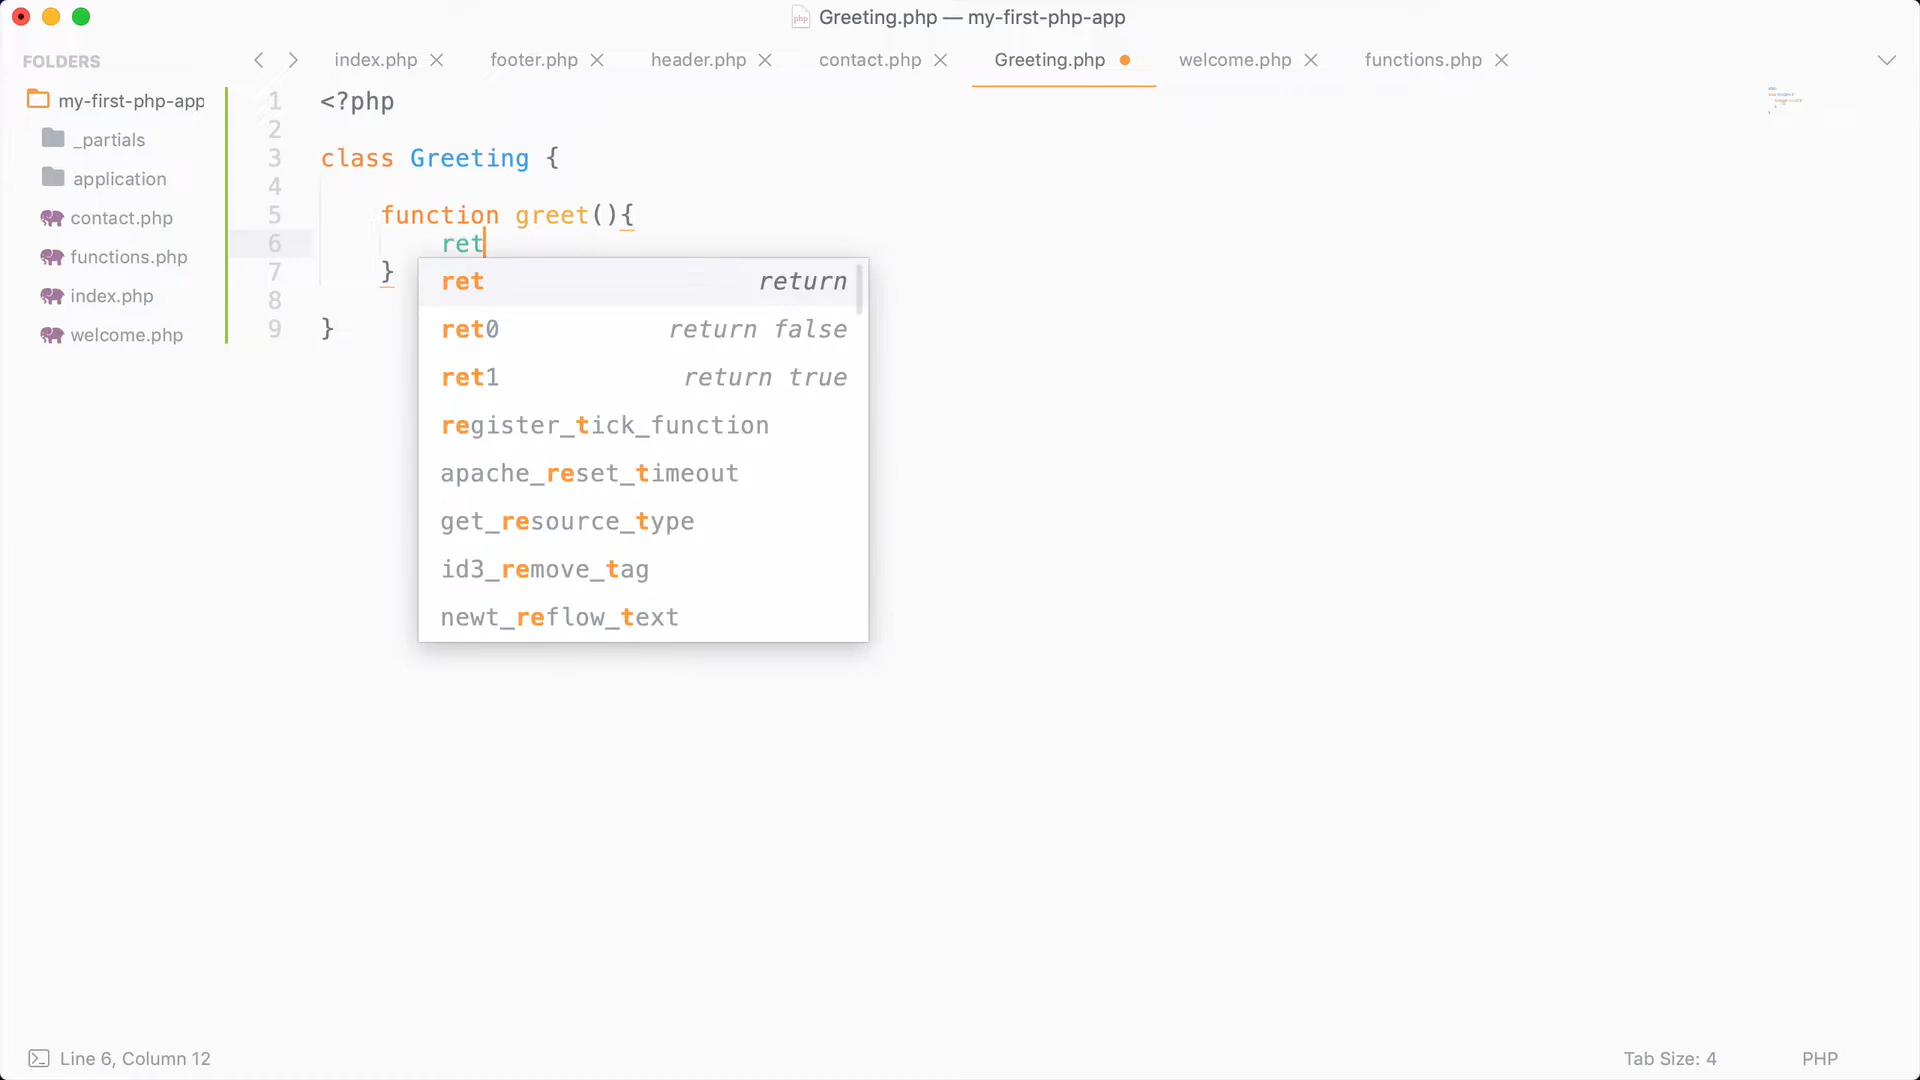 Greeting.php — my-first-php-app
FOLDERS
my-first-php-app
_partials
application
contact.php
functions.php
index.php
welcome.php
index.php footer.php header.php contact.php Greeting.php welcome.php functions.php
1 <?php
2
3 class Greeting {
4
5 function greet(){
6 ret
7 }
8
9 }
ret return
ret0 return false
ret1 return true
register_tick_function
apache_reset_timeout
get_resource_type
id3_remove_tag
newt_reflow_text
Line 6, Column 12
Tab Size: 4
PHP